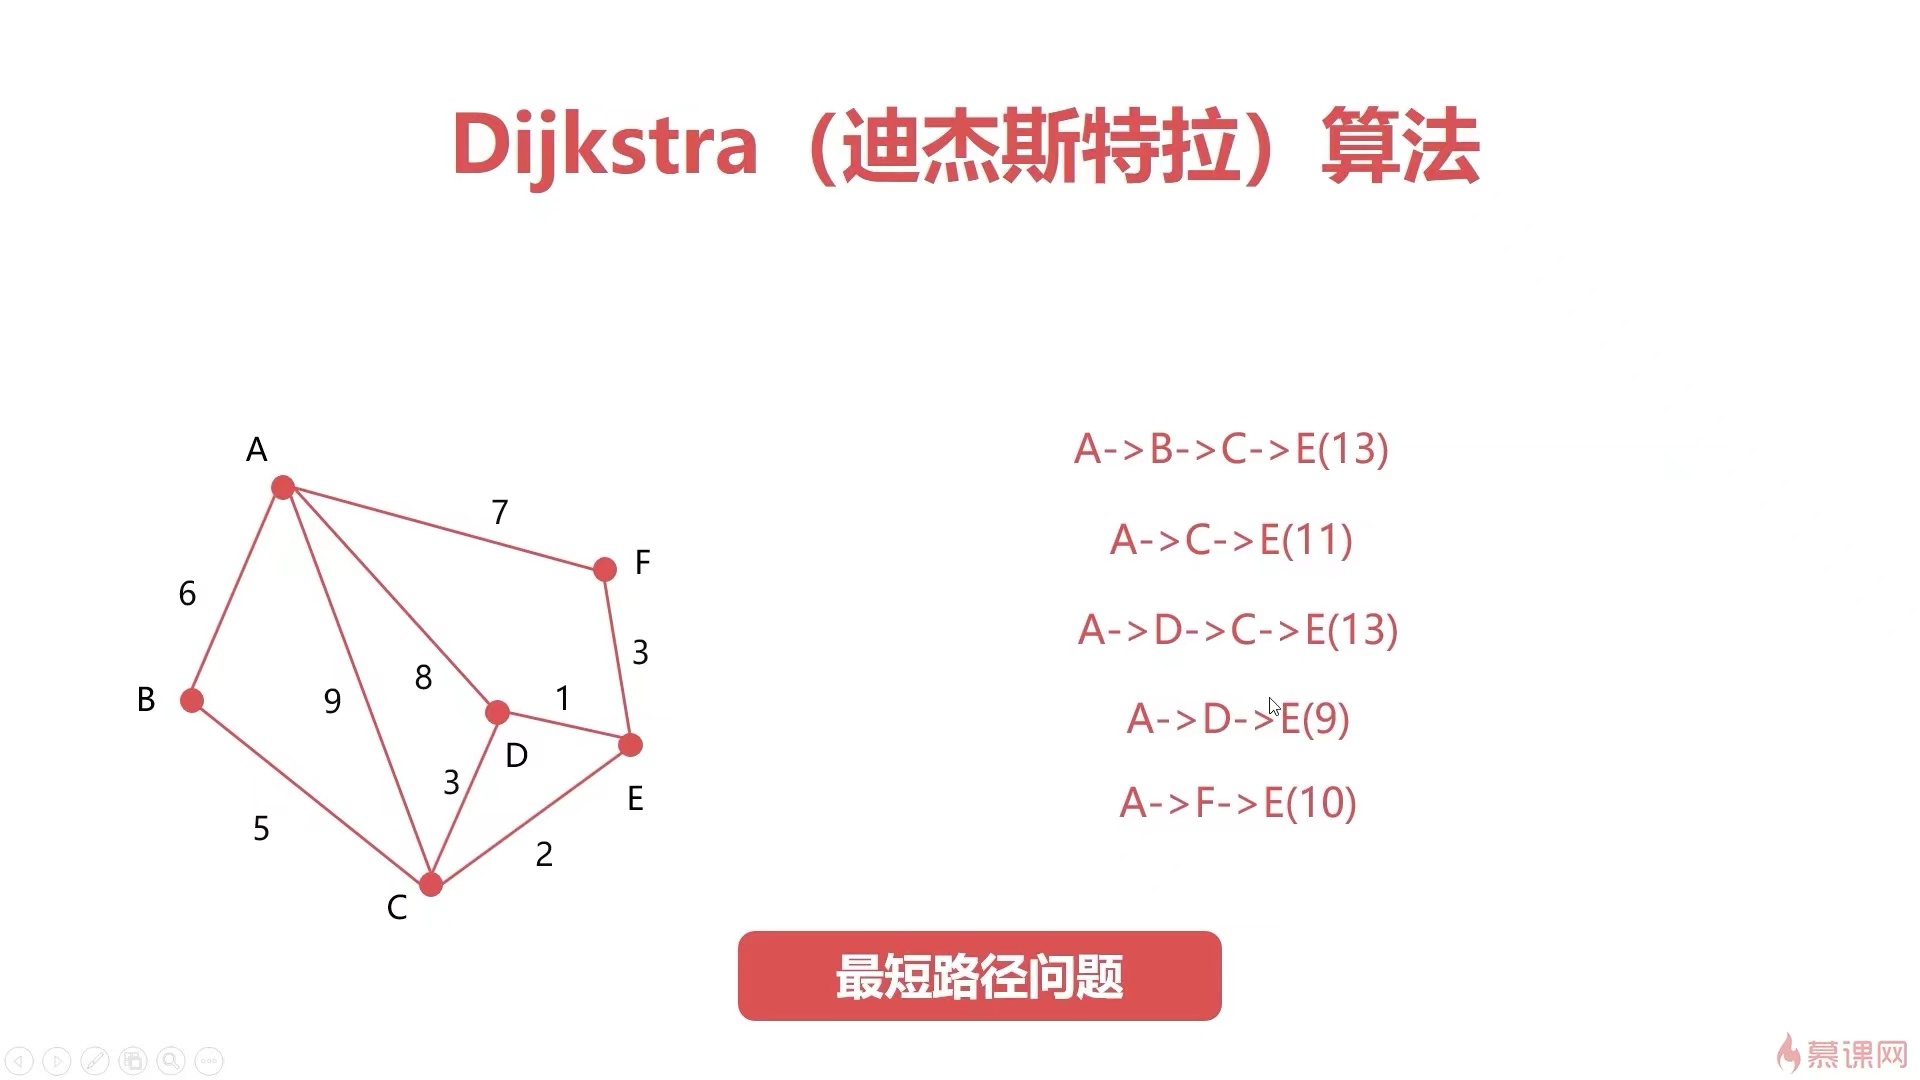 Dijkstra（迪杰斯特拉）算法
A
7
F
6
3
8
B
9
1
D
3
E
5
2
C
A->B->C->E(13)
A->C->E(11)
A->D->C->E(13)
A->D->E(9)
A->F->E(10)
最短路径问题
慕课网